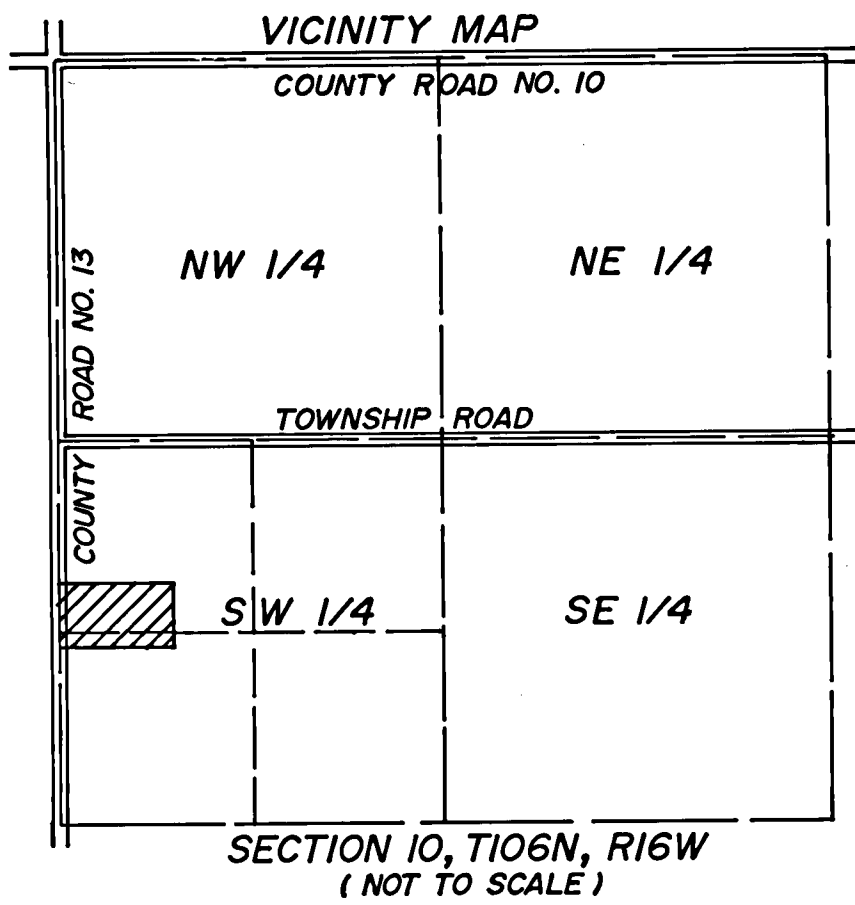 VICINITY MAP
COUNTY ROAD NO. 10
NW 1/4
NE 1/4
COUNTY ROAD NO. 13
TOWNSHIP ROAD
SW 1/4
SE 1/4
SECTION 10, T106N, R16W
(NOT TO SCALE)